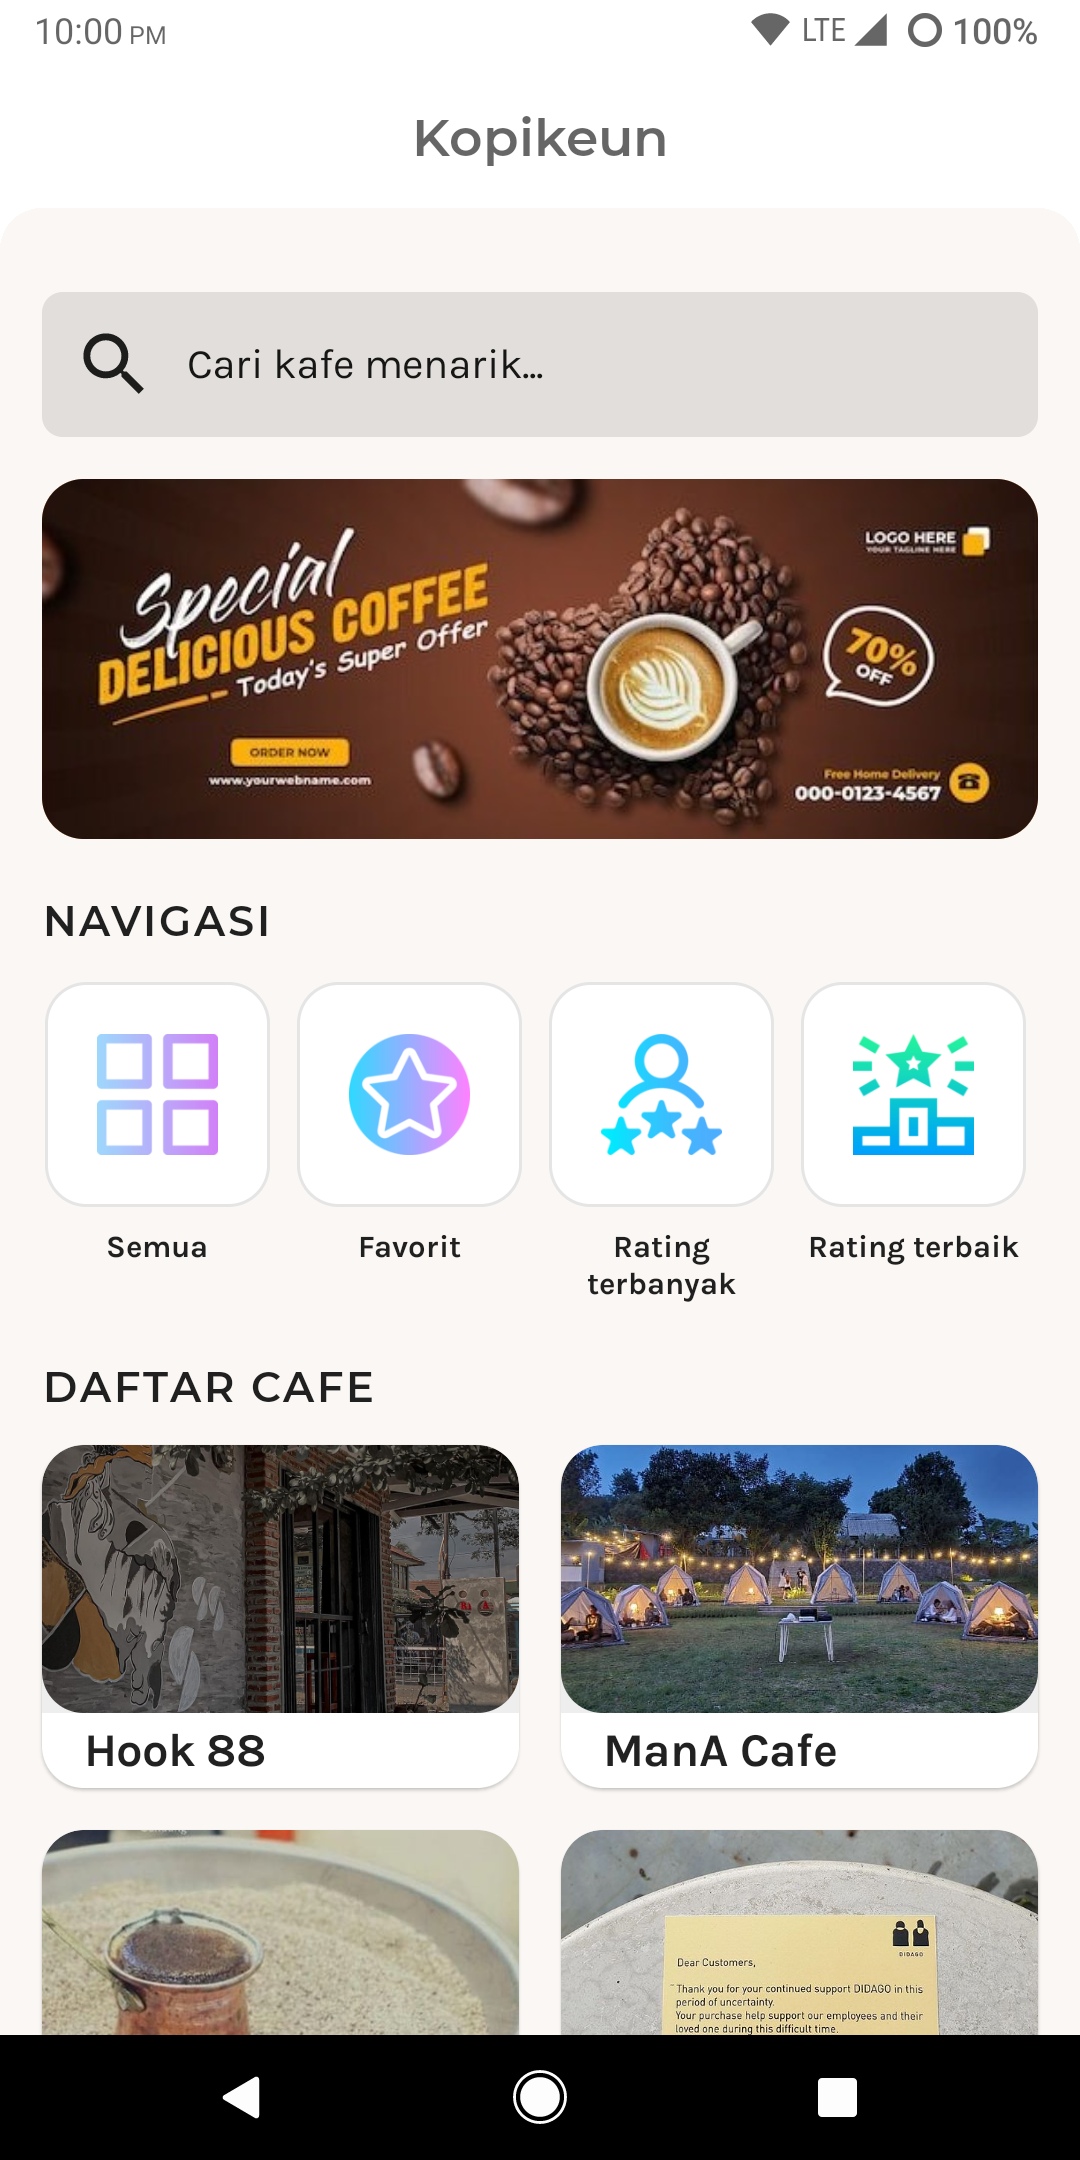 10:00 PM
LTE 100%
Kopikeun
Cari kafe menarik...
Special
DELICIOUS COFFEE
Today's Super Offer
ORDER NOW
www.yourwebname.com
LOGO HERE
YOUR TAGLINE HERE
70%
OFF
Free Home Delivery
000-0123-4567
NAVIGASI
Semua
Favorit
Rating terbanyak
Rating terbaik
DAFTAR CAFE
Hook 88
ManA Cafe
DIDAGO
Dear Customers,
Thank you for your continued support DIDAGO in this
period of uncertainty.
Your purchase help support our employees and their
loved one during this difficult time.